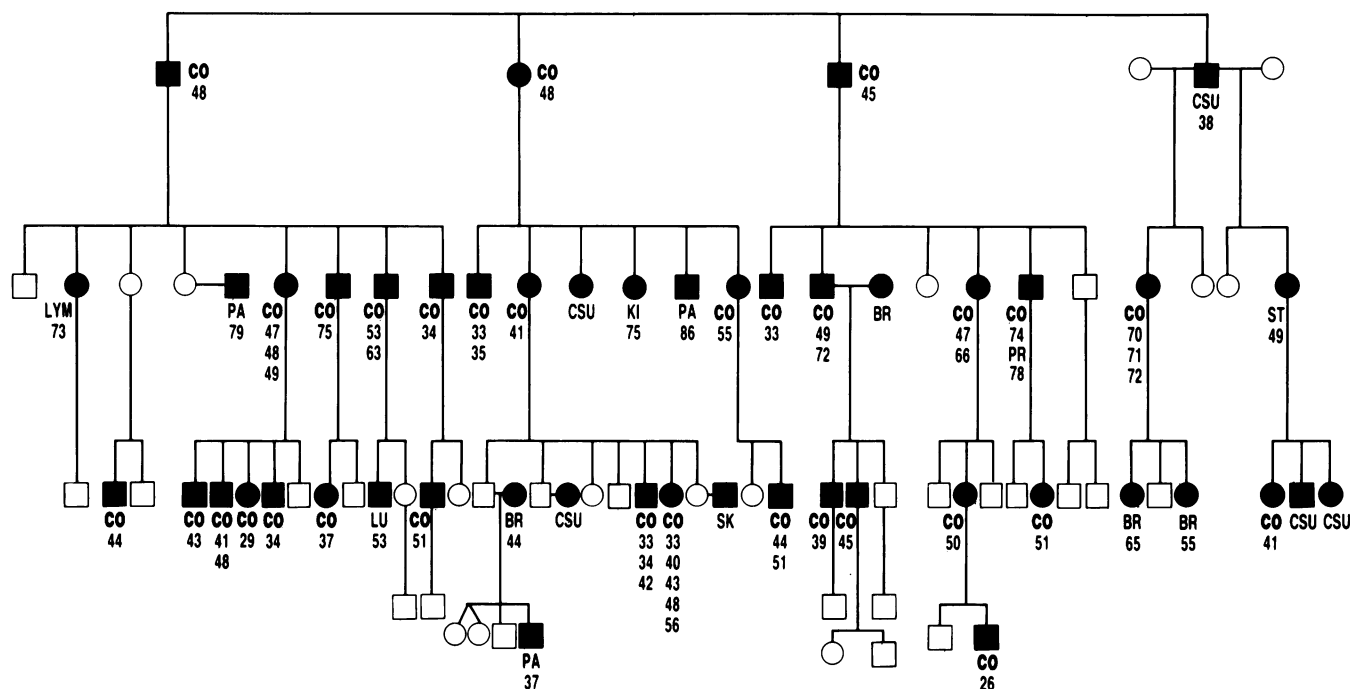 CO
48
CO
48
CO
45
CSU
38
LYM
73
PA
79
CO
47
48
49
CO
75
CO
53
63
CO
34
CO
33
35
CO
41
CSU
KI
75
PA
86
CO
55
CO
33
CO
49
72
BR
CO
47
66
CO
74
PR
78
CO
70
71
72
ST
49
CO
44
CO
43
CO
41
48
CO
29
CO
34
CO
37
LU
53
CO
51
BR
44
CSU
CO
33
34
42
CO
33
40
43
48
56
SK
CO
44
51
CO
39
CO
45
CO
50
CO
51
BR
65
BR
55
CO
41
CSU
CSU
PA
37
CO
26